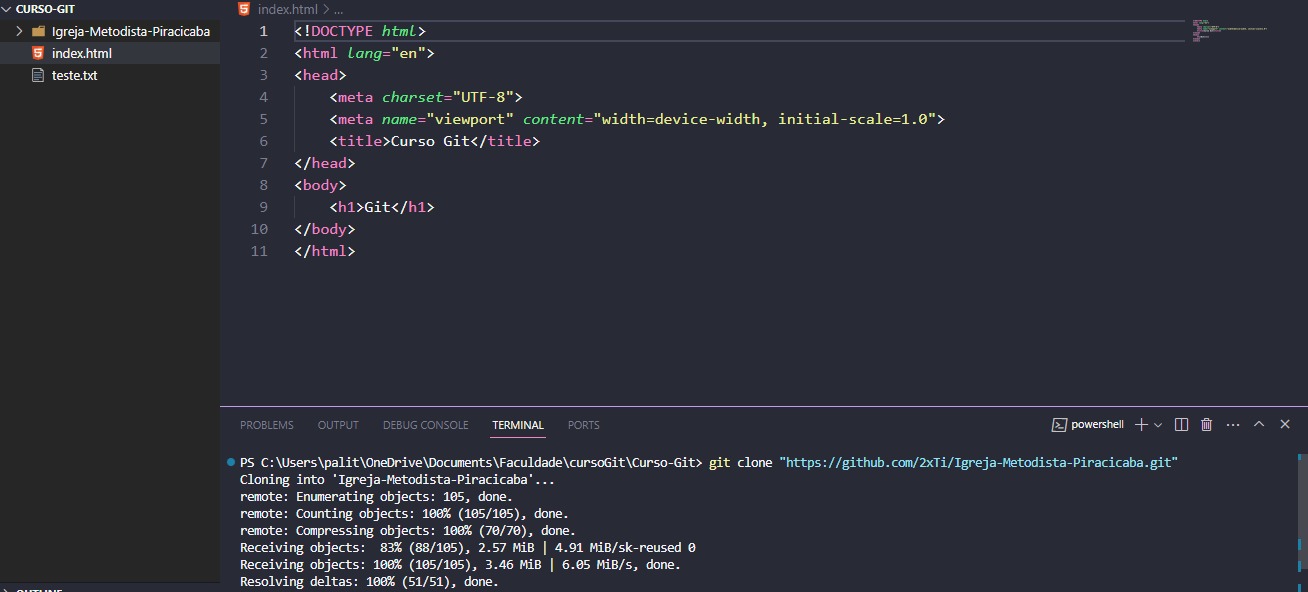 CURSO-GIT
Igreja-Metodista-Piracicaba
index.html
teste.txt
index.html > ...
1 <!DOCTYPE html>
2 <html lang="en">
3 <head>
4 <meta charset="UTF-8">
5 <meta name="viewport" content="width=device-width, initial-scale=1.0">
6 <title>Curso Git</title>
7 </head>
8 <body>
9 <h1>Git</h1>
10 </body>
11 </html>
PROBLEMS OUTPUT DEBUG CONSOLE TERMINAL PORTS powershell
PS C:\Users\palit\OneDrive\Documents\Faculdade\cursoGit\Curso-Git> git clone "https://github.com/2xTi/Igreja-Metodista-Piracicaba.git"
Cloning into 'Igreja-Metodista-Piracicaba'...
remote: Enumerating objects: 105, done.
remote: Counting objects: 100% (105/105), done.
remote: Compressing objects: 100% (70/70), done.
Receiving objects:  83% (88/105), 2.57 MiB | 4.91 MiB/sk-reused 0
Receiving objects: 100% (105/105), 3.46 MiB | 6.05 MiB/s, done.
Resolving deltas: 100% (51/51), done.
OUTLINE